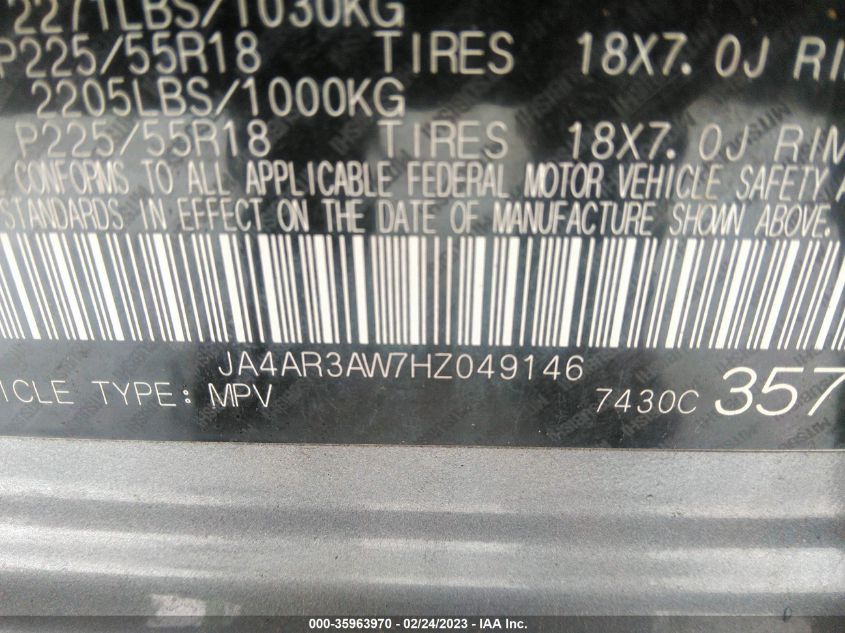 2271LBS/1030KG
P225/55R18 TIRES 18X7.0J RIM
2205LBS/1000KG
P225/55R18 TIRES 18X7.0J RIM
CONFORMS TO ALL APPLICABLE FEDERAL MOTOR VEHICLE SAFETY A
STANDARDS IN EFFECT ON THE DATE OF MANUFACTURE SHOWN ABOVE.
JA4AR3AW7HZ049146
ICLE TYPE: MPV 7430C 357
000-35963970 - 02/24/2023 - IAA Inc.